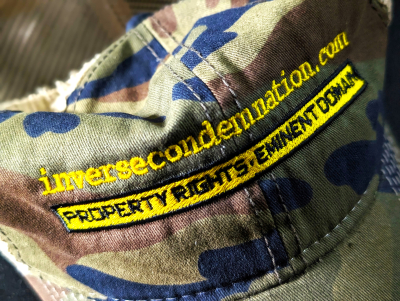 inversecondemnation.com
PROPERTY RIGHTS · EMINENT DOMAIN